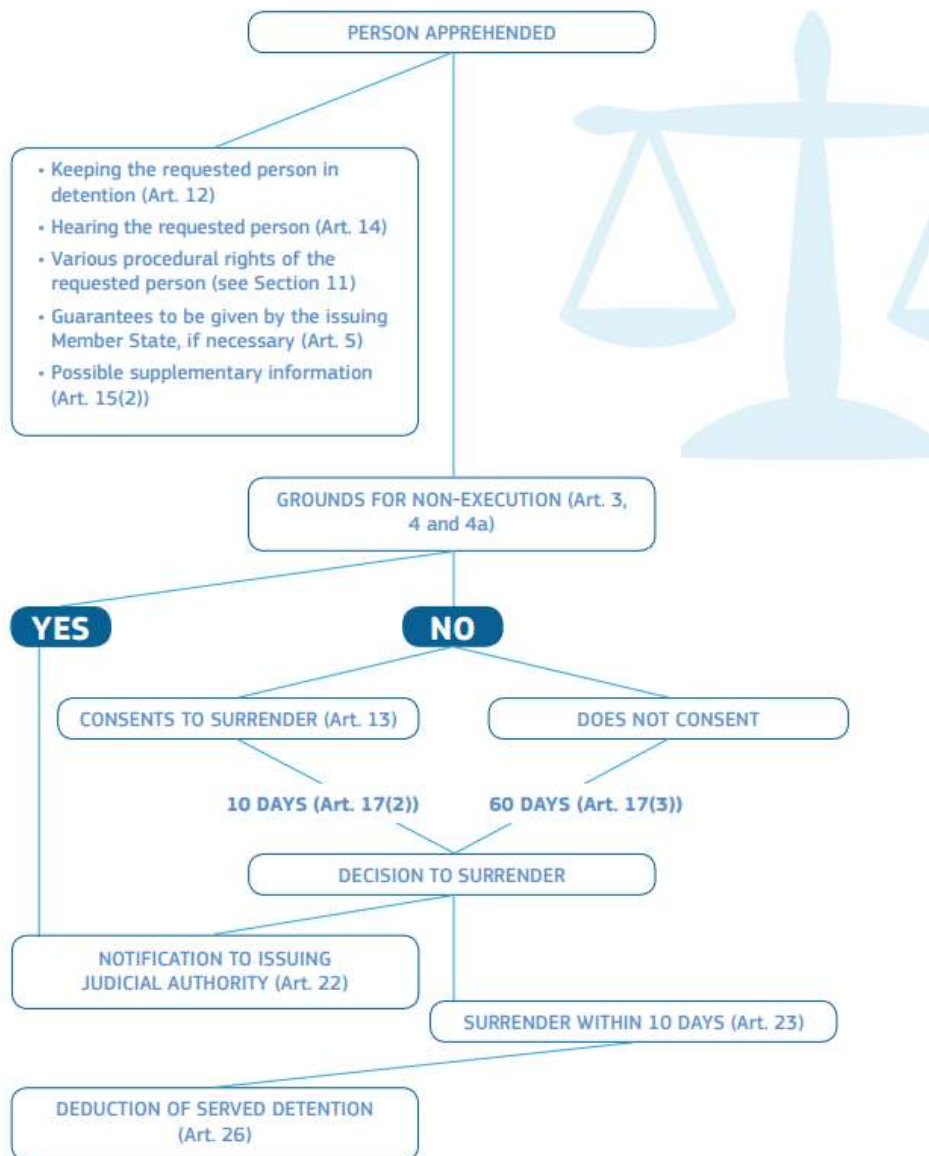 PERSON APPREHENDED
• Keeping the requested person in
detention (Art. 12)
• Hearing the requested person (Art. 14)
• Various procedural rights of the
requested person (see Section 11)
• Guarantees to be given by the issuing
Member State, if necessary (Art. 5)
• Possible supplementary information
(Art. 15(2))
GROUNDS FOR NON-EXECUTION (Art. 3,
4 and 4a)
YES
NO
CONSENTS TO SURRENDER (Art. 13)
DOES NOT CONSENT
10 DAYS (Art. 17(2))
60 DAYS (Art. 17(3))
DECISION TO SURRENDER
NOTIFICATION TO ISSUING
JUDICIAL AUTHORITY (Art. 22)
SURRENDER WITHIN 10 DAYS (Art. 23)
DEDUCTION OF SERVED DETENTION
(Art. 26)